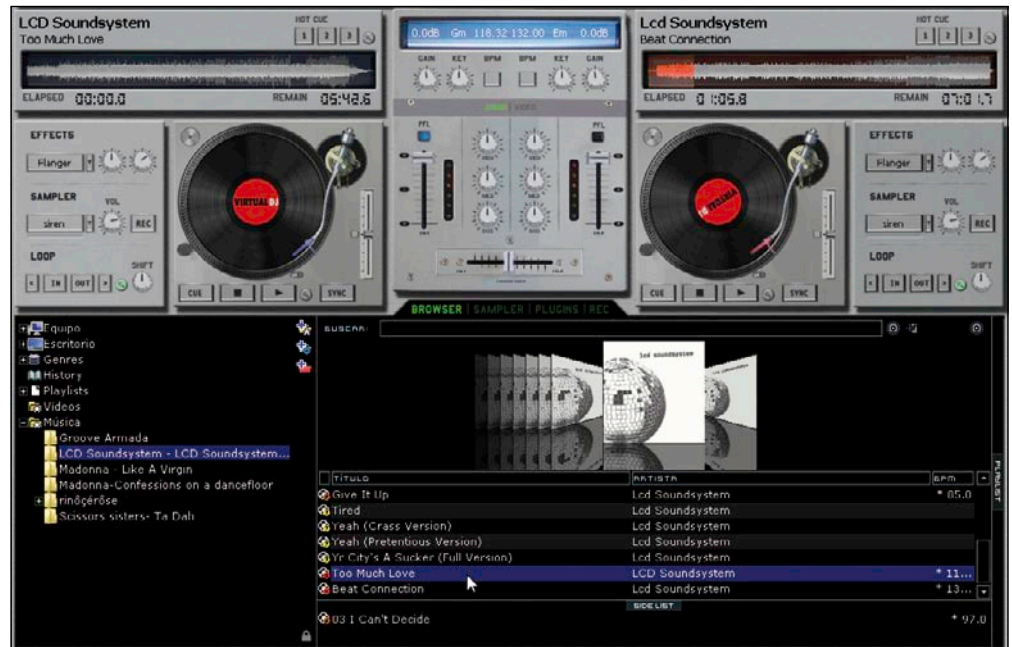 LCD Soundsystem
Too Much Love
HOT CUE
1 2 3
ELAPSED 00:00.0
REMAIN 05:42.6
0.0dB Gm 118.32 132.00 Em 0.0dB
GAIN KEY BPM BPM KEY GAIN
VIDEO
PFL PFL
Lcd Soundsystem
Beat Connection
HOT CUE
1 2 3
ELAPSED 01:05.8
REMAIN 07:01.7
EFFECTS
Flanger
SAMPLER
VOL
siren
REC
LOOP
SHIFT
< IN OUT >
VIRTUAL DJ
CUE
SYNC
EFFECTS
Flanger
SAMPLER
VOL
siren
REC
LOOP
SHIFT
< IN OUT >
CUE
SYNC
BROWSER | SAMPLER | PLUGINS | REC
Equipo
Escritorio
Genres
History
Playlists
Vídeos
Música
Groove Armada
LCD Soundsystem - LCD Soundsystem...
Madonna - Like A Virgin
Madonna-Confessions on a dancefloor
rinôçérôse
Scissors sisters- Ta Dah
BUSCAR:
lcd soundsystem
TÍTULO ARTISTA BPM
Give It Up Lcd Soundsystem * 85.0
Tired Lcd Soundsystem
Yeah (Crass Version) Lcd Soundsystem
Yeah (Pretentious Version) Lcd Soundsystem
Yr City's A Sucker (Full Version) Lcd Soundsystem
Too Much Love LCD Soundsystem * 11...
Beat Connection Lcd Soundsystem * 13...
SIDE LIST
03 I Can't Decide * 97.0
PLAYLIST